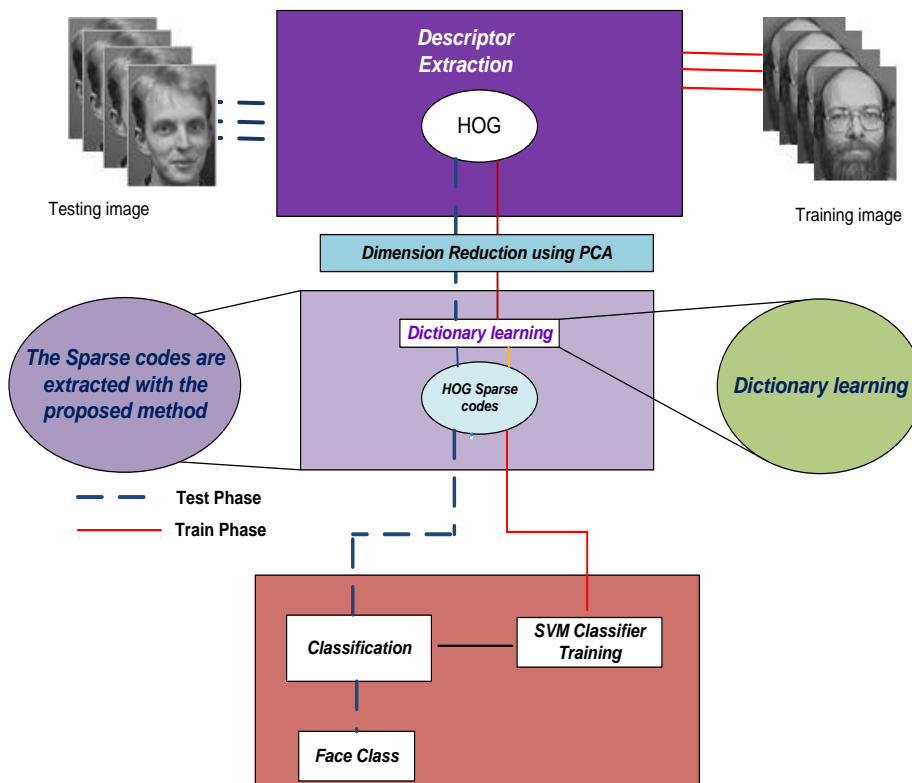 Descriptor
Extraction
HOG
Testing image
Training image
Dimension Reduction using PCA
Dictionary learning
The Sparse codes are
extracted with the
proposed method
HOG Sparse
codes
Dictionary learning
Test Phase
Train Phase
Classification
SVM Classifier
Training
Face Class